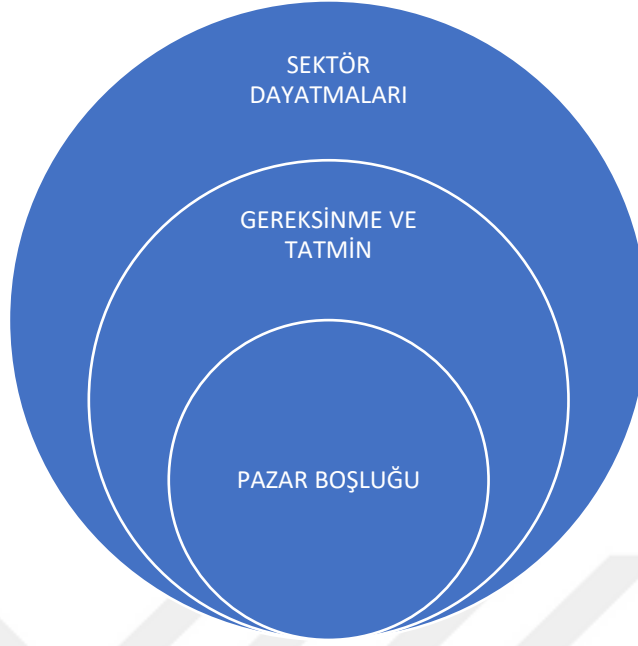 SEKTÖR
DAYATMALARI
GEREKSİNME VE
TATMİN
PAZAR BOŞLUĞU